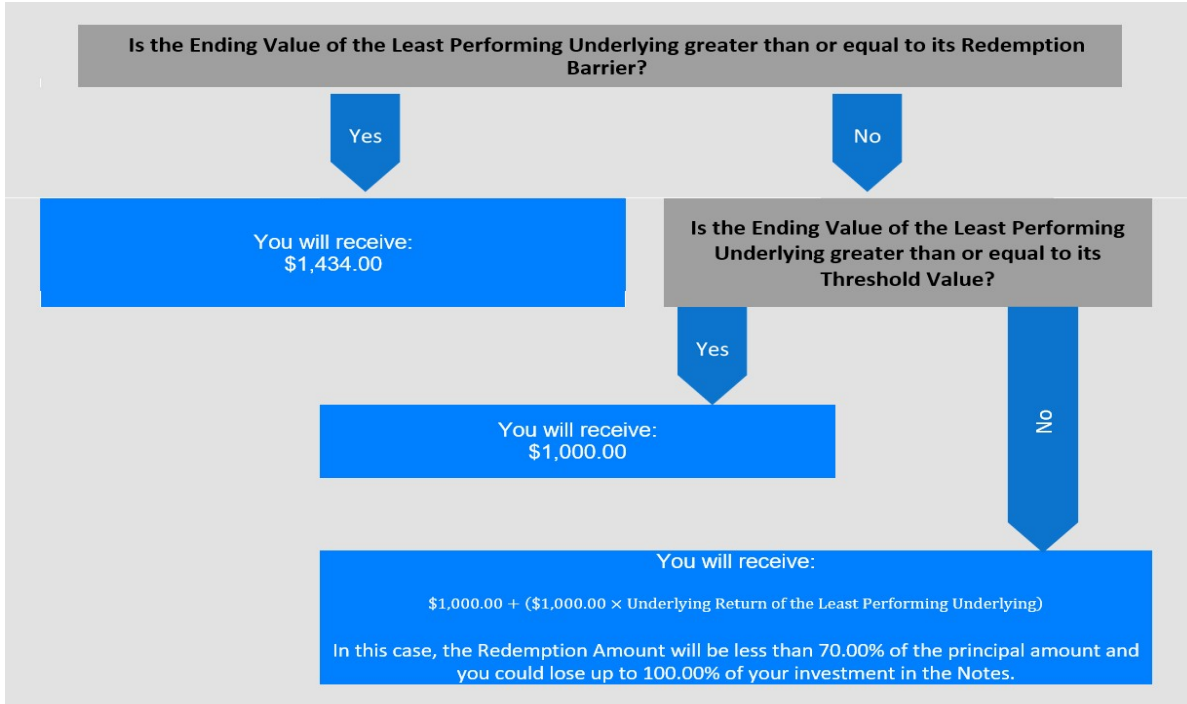 Is the Ending Value of the Least Performing Underlying greater than or equal to its Redemption
Barrier?
Yes
No
You will receive:
$1,434.00
Is the Ending Value of the Least Performing
Underlying greater than or equal to its
Threshold Value?
Yes
No
You will receive:
$1,000.00
You will receive:
$1,000.00 + ($1,000.00 × Underlying Return of the Least Performing Underlying)
In this case, the Redemption Amount will be less than 70.00% of the principal amount and
you could lose up to 100.00% of your investment in the Notes.